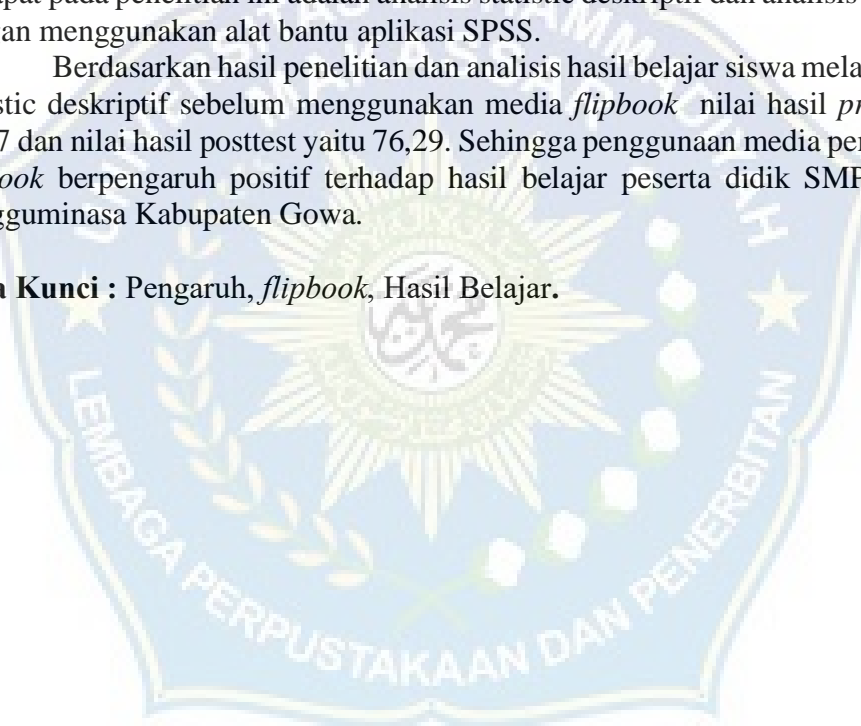 pat pada penelitian ini adalah analisis statistic deskriptif dan analisis
an menggunakan alat bantu aplikasi SPSS.
Berdasarkan hasil penelitian dan analisis hasil belajar siswa mela
stic deskriptif sebelum menggunakan media flipbook nilai hasil pr
7 dan nilai hasil posttest yaitu 76,29. Sehingga penggunaan media per
ook berpengaruh positif terhadap hasil belajar peserta didik SMP
gguminasa Kabupaten Gowa.
a Kunci : Pengaruh, flipbook, Hasil Belajar.
LEMBAGA PERPUSTAKAAN DAN PENERBITAN